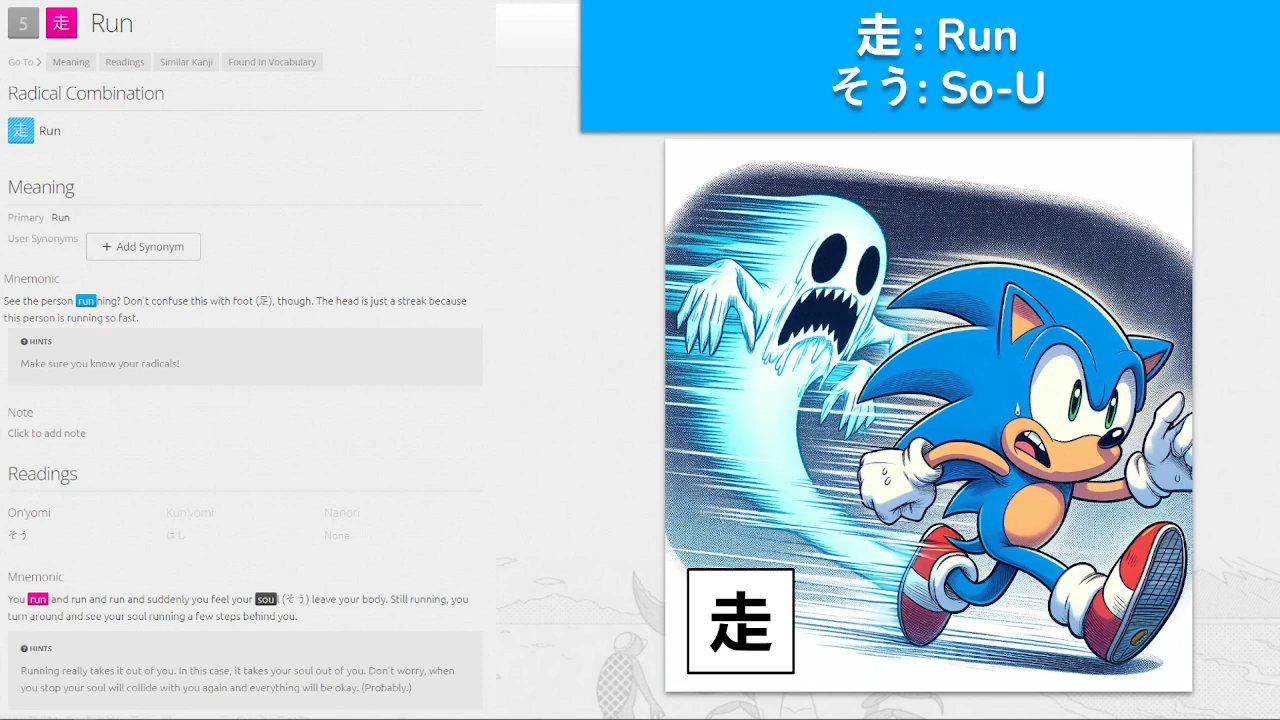 5 走 Run
Go To > Meaning Readings Similar Kanji Found In Vocabulary
Radical Combination
走 Run
Meaning
Primary Run
User Synonyms + Add Synonym
Mnemonic
See the person running? Don't confuse this with foot (足), though. The head is just a streak because
this person is running so fast.
HINTS
Make sure you know your radicals!
Note
Click to add note
Readings
On'yomi Kun'yomi Nanori
そう はし None
Mnemonic
You run and run and run and suddenly you feel your soul (そう) leave your body. Still running, you
and see your soul running a few steps behind you.
HINTS
Running really takes it out of you. In this case, it takes your soul out of you. Don't worry, when
you stop your soul will collide with you again and everything will be okay. (Probably.)
走 : Run
そう: So-U
走